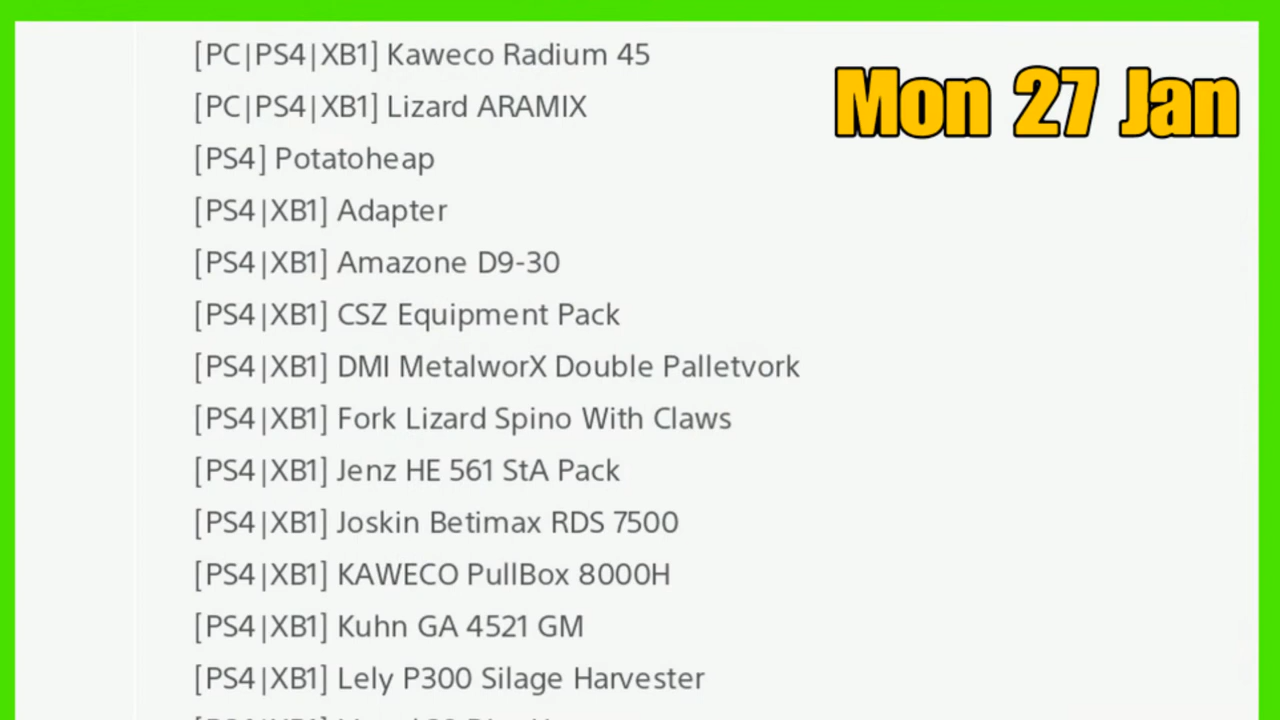 [PC|PS4|XB1] Kaweco Radium 45
Mon 27 Jan
[PC|PS4|XB1] Lizard ARAMIX
[PS4] Potatoheap
[PS4|XB1] Adapter
[PS4|XB1] Amazone D9-30
[PS4|XB1] CSZ Equipment Pack
[PS4|XB1] DMI MetalworX Double Palletvork
[PS4|XB1] Fork Lizard Spino With Claws
[PS4|XB1] Jenz HE 561 StA Pack
[PS4|XB1] Joskin Betimax RDS 7500
[PS4|XB1] KAWECO PullBox 8000H
[PS4|XB1] Kuhn GA 4521 GM
[PS4|XB1] Lely P300 Silage Harvester